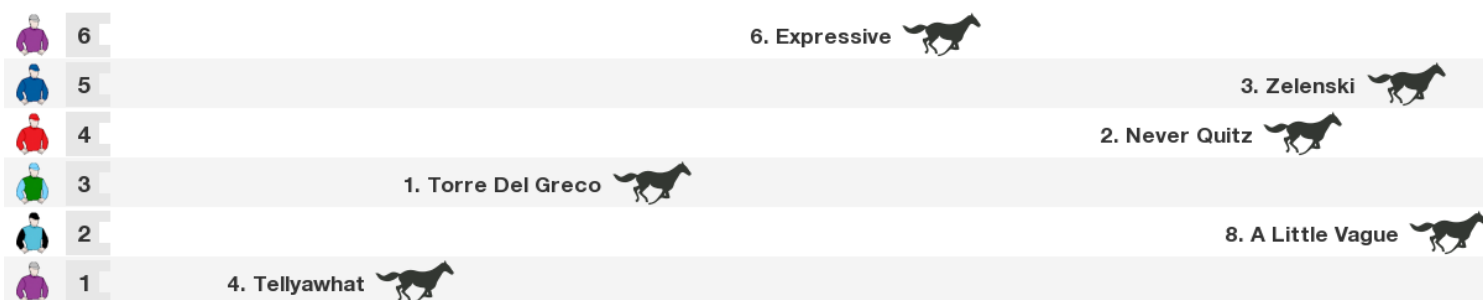 6 6. Expressive
5 3. Zelenski
4 2. Never Quitz
3 1. Torre Del Greco
2 8. A Little Vague
1 4. Tellyawhat